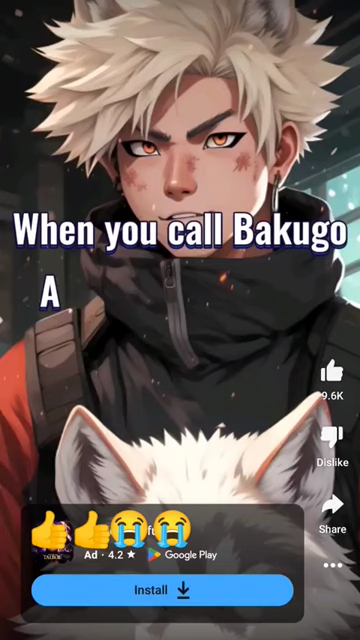 When you call Bakugo
A
9.6K
Dislike
Share
Ad · 4.2 ★ Google Play
Install